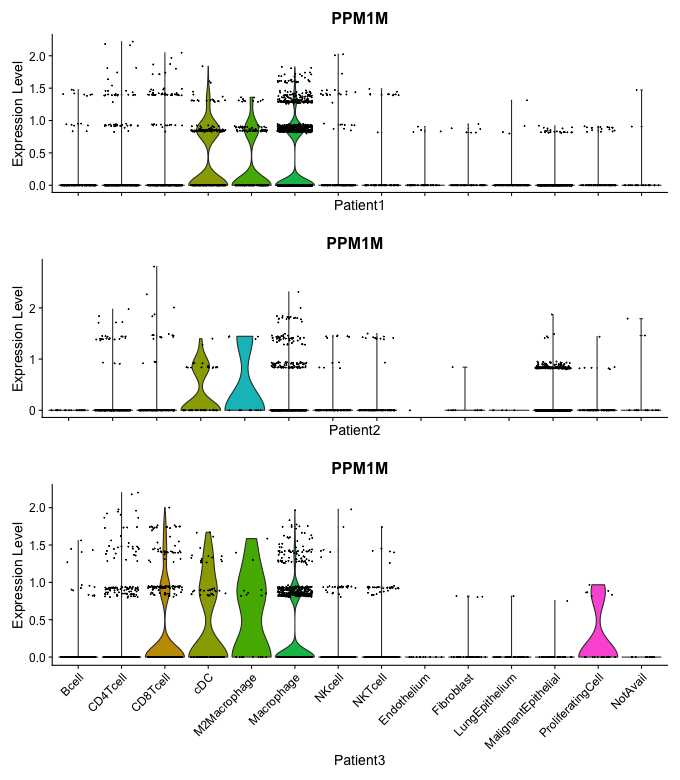 PPM1M
Expression Level
2.0
1.5
1.0
0.5
0.0
Patient1
PPM1M
Expression Level
2
1
0
Patient2
PPM1M
Expression Level
2.0
1.5
1.0
0.5
0.0
Bcell
CD4Tcell
CD8Tcell
cDC
M2Macrophage
Macrophage
NKcell
NKTcell
Endothelium
Fibroblast
LungEpithelium
MalignantEpithelial
ProliferatingCell
NotAvail
Patient3